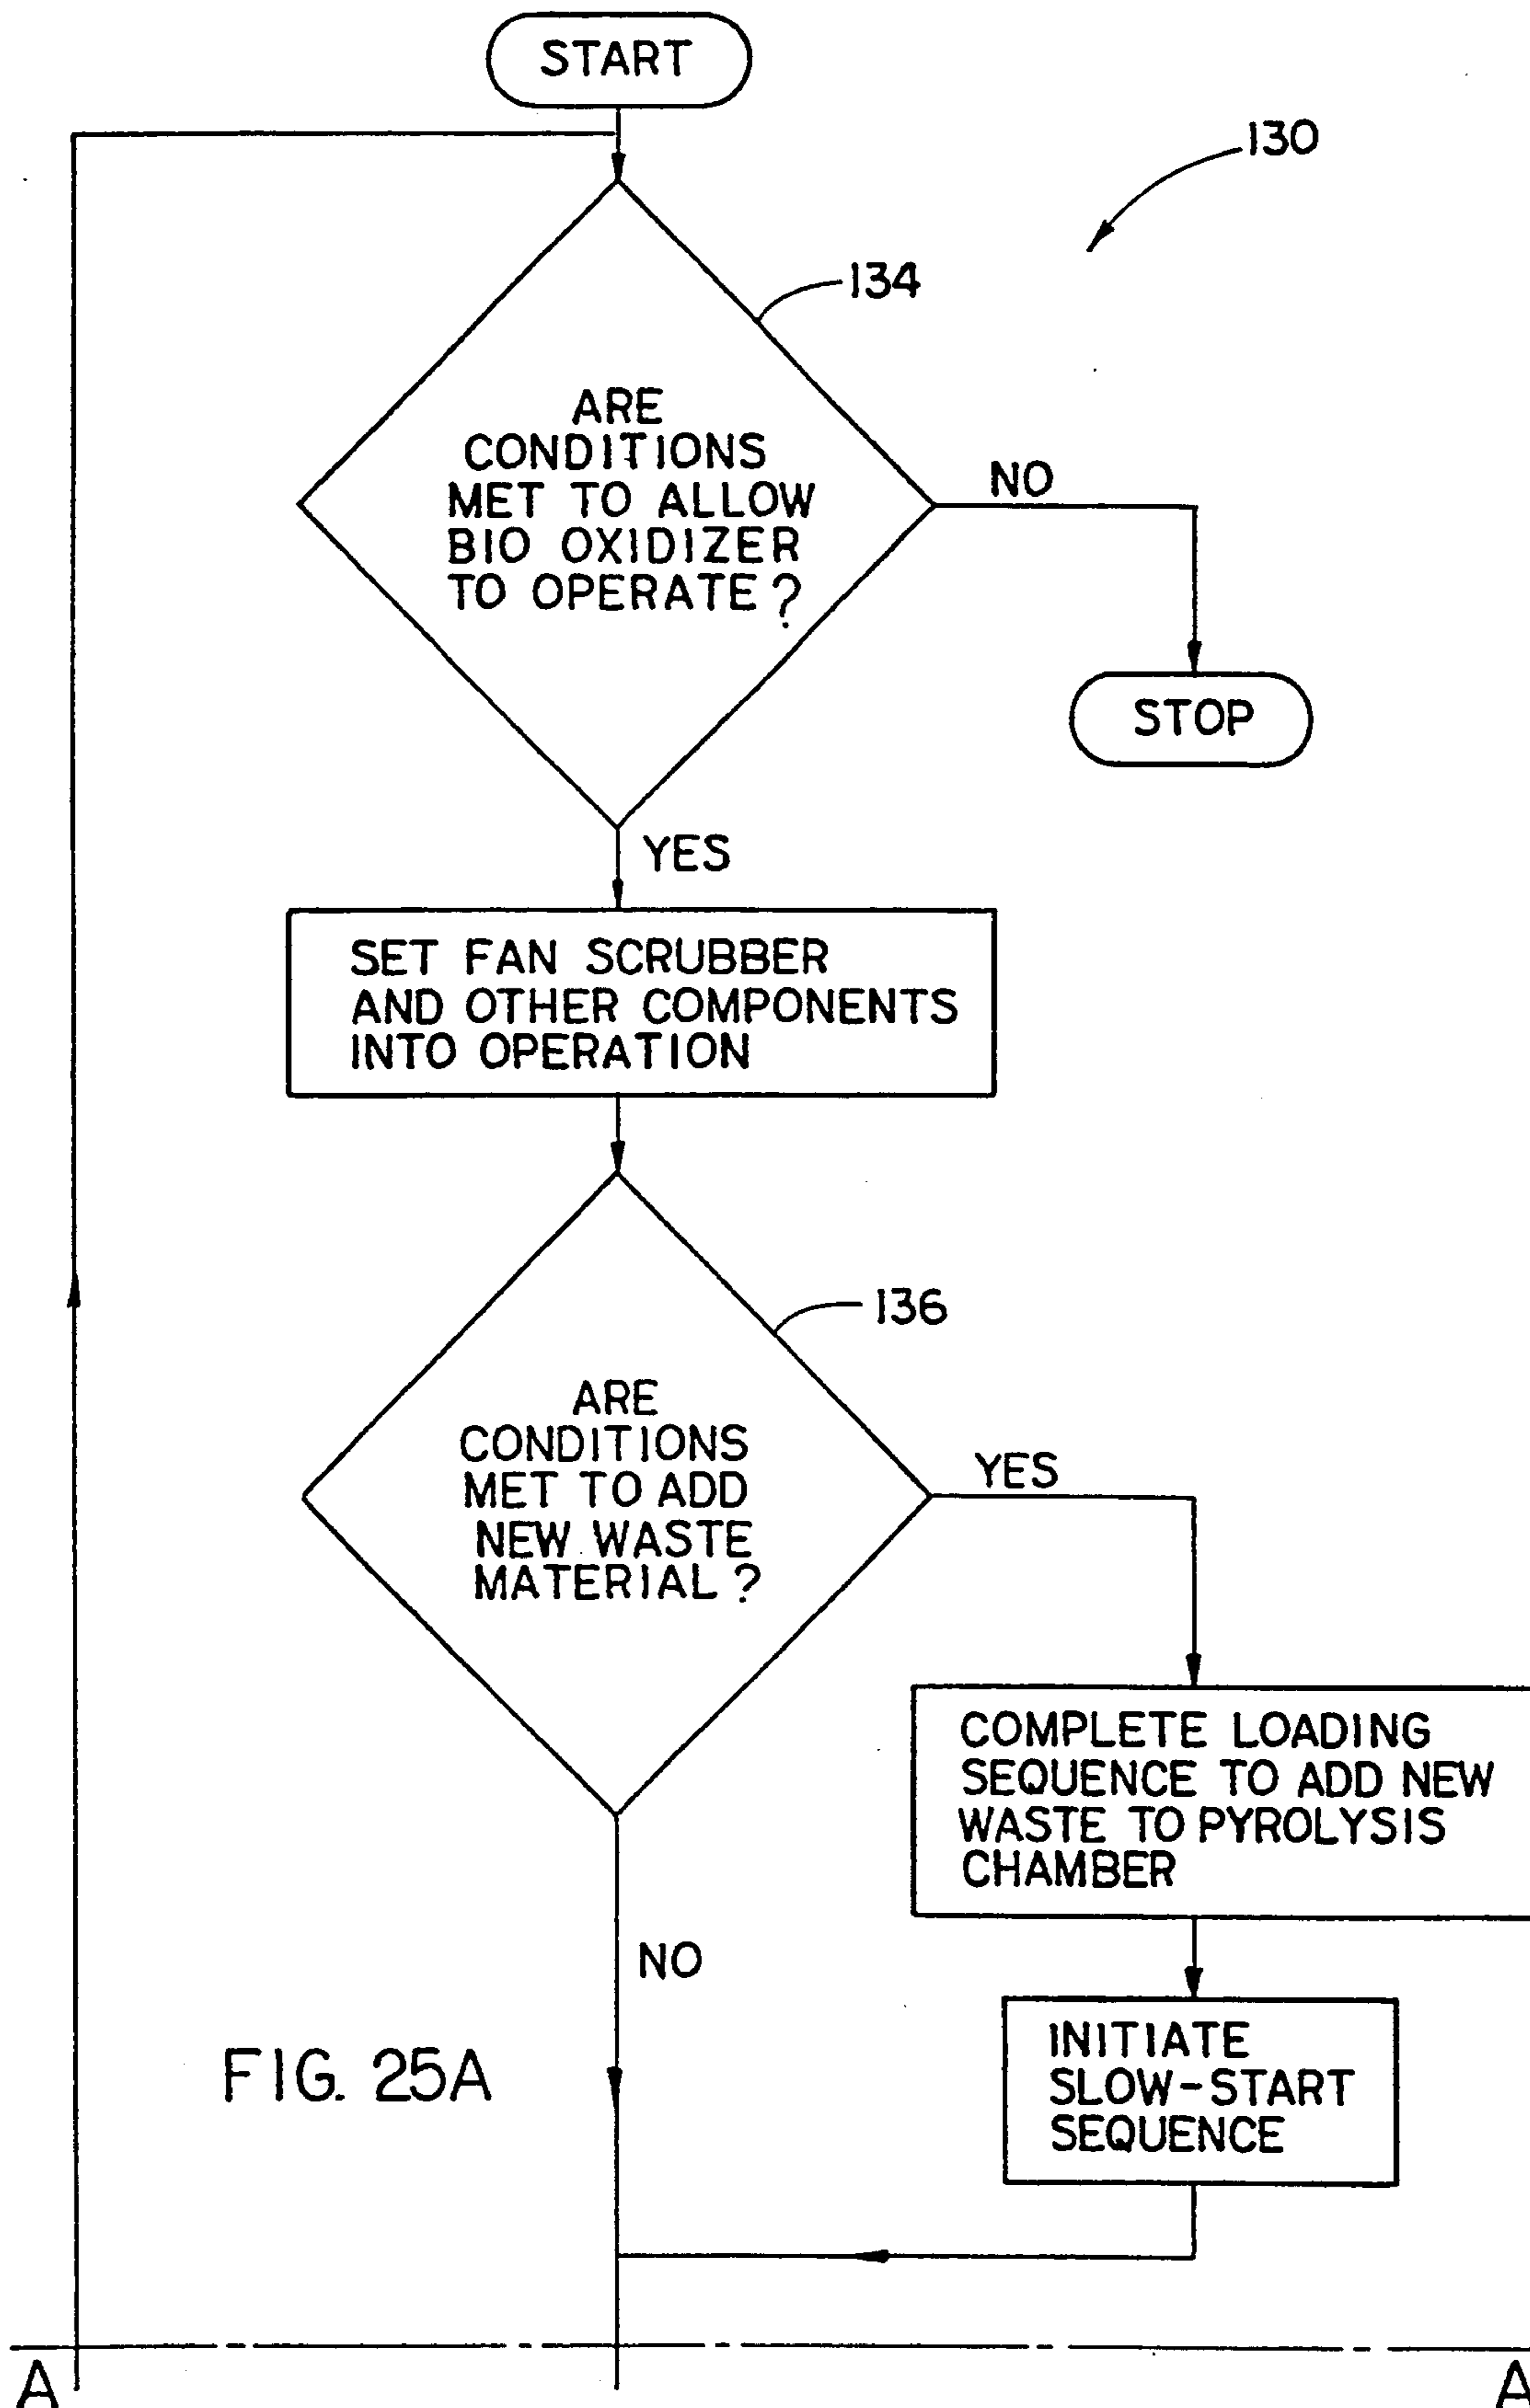 START
130
134
ARE
CONDITIONS
MET TO ALLOW
BIO OXIDIZER
TO OPERATE?
NO
STOP
YES
SET FAN SCRUBBER
AND OTHER COMPONENTS
INTO OPERATION
136
ARE
CONDITIONS
MET TO ADD
NEW WASTE
MATERIAL?
YES
COMPLETE LOADING
SEQUENCE TO ADD NEW
WASTE TO PYROLYSIS
CHAMBER
NO
INITIATE
SLOW-START
SEQUENCE
FIG. 25A
A
A